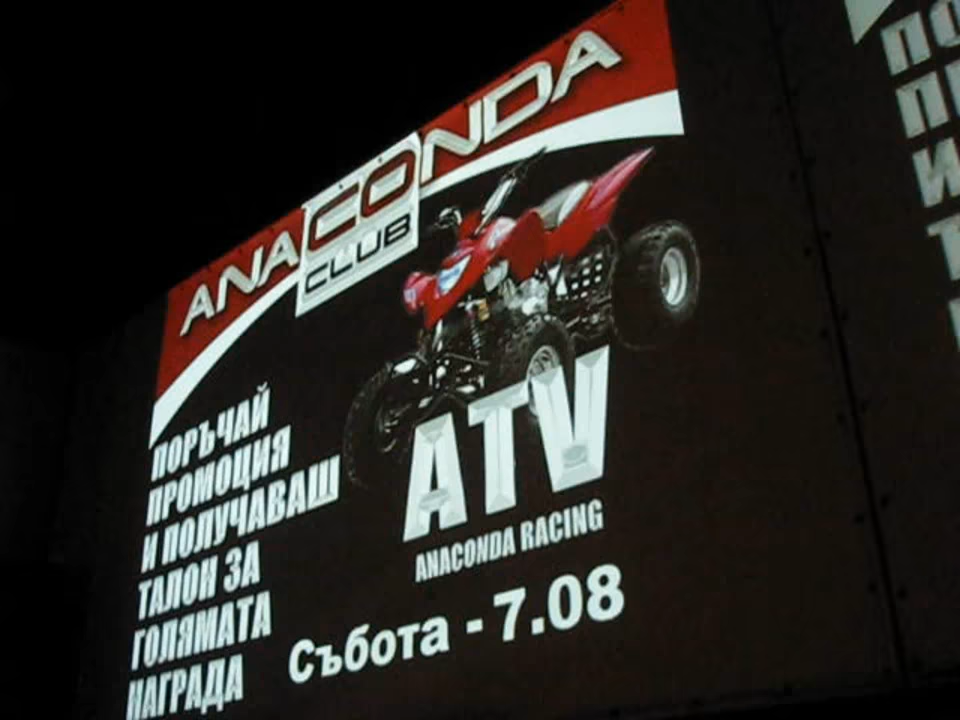 ANACONDA
CLUB
ПОРЪЧАЙ
ПРОМОЦИЯ
И ПОЛУЧАВАШ
ТАЛОН ЗА
ГОЛЯМАТА
НАГРАДА
ATV
ANACONDA RACING
Събота - 7.08